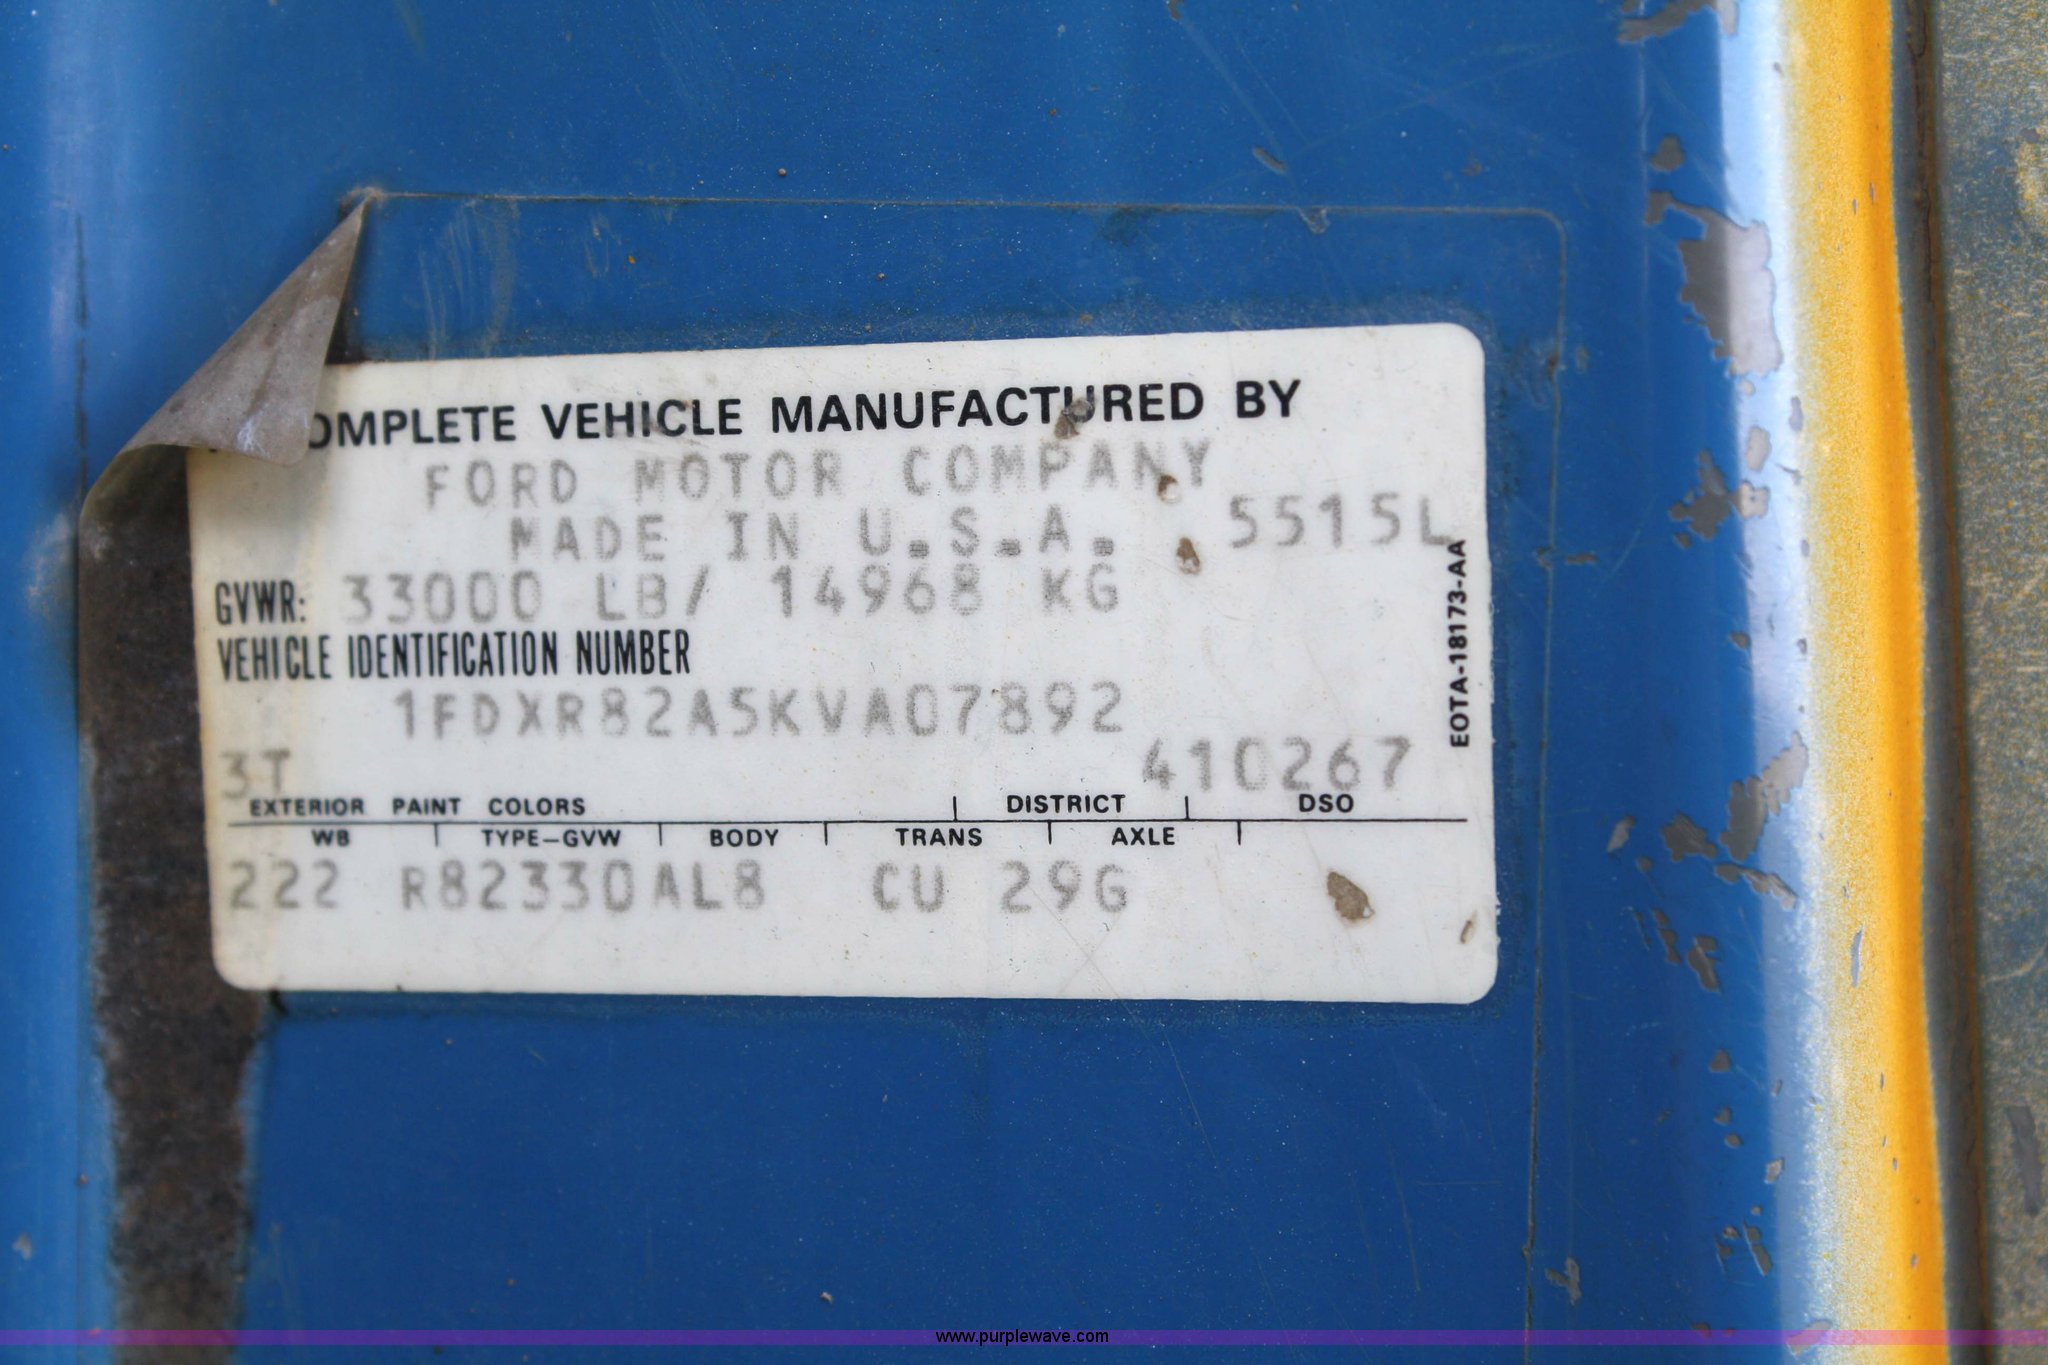 OMPLETE VEHICLE MANUFACTURED BY
FORD MOTOR COMPANY
MADE IN U.S.A. 5515L
GVWR: 33000 LB/ 14968 KG
VEHICLE IDENTIFICATION NUMBER
1FDXR82A5KVA07892
EOTA-18173-AA
3T 410267
EXTERIOR PAINT COLORS DISTRICT DSO
WB TYPE-GVW BODY TRANS AXLE
222 R82330AL8 CU 29G
www.purplewave.com